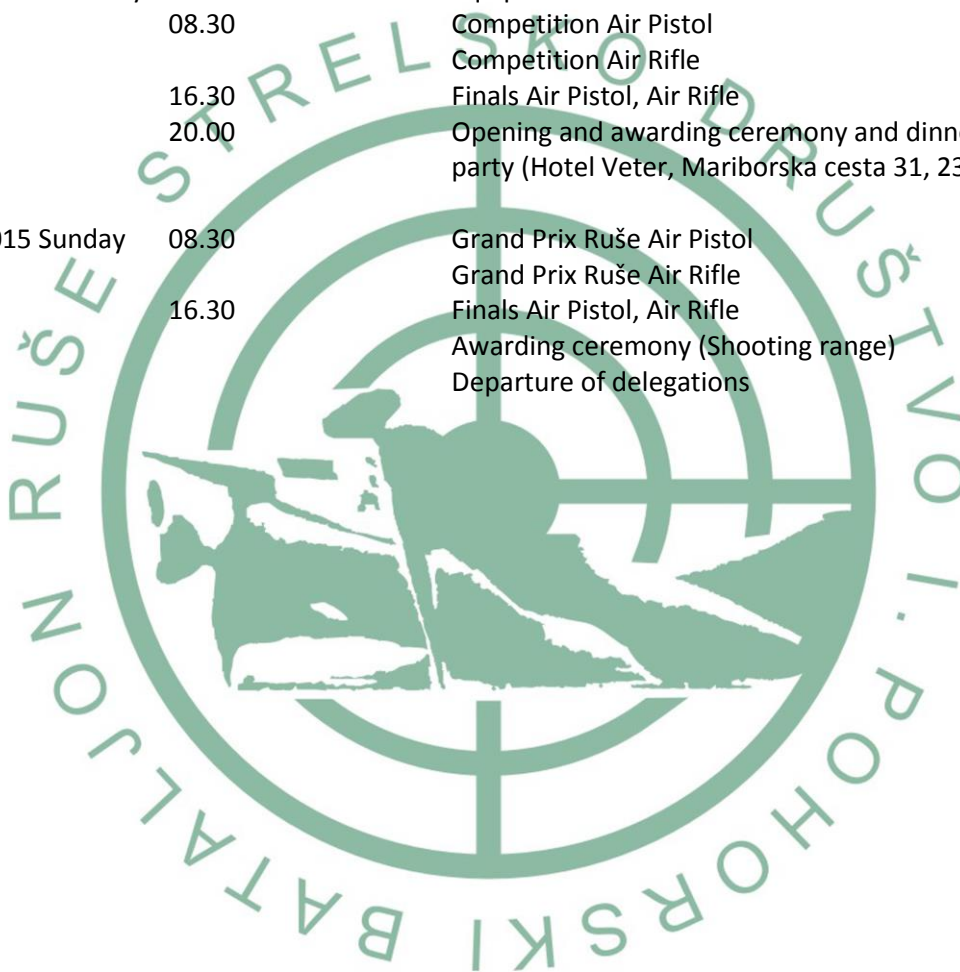 08.30 Competition Air Pistol
Competition Air Rifle
16.30 Finals Air Pistol, Air Rifle
20.00 Opening and awarding ceremony and
party (Hotel Veter, Mariborska cesta 31,
Sunday 08.30 Grand Prix Ruše Air Pistol
Grand Prix Ruše Air Rifle
16.30 Finals Air Pistol, Air Rifle
Awarding ceremony (Shooting range)
Departure of delegations
STRELSKO DRUŠTVO I. POHORSKI BATALJON RUŠE